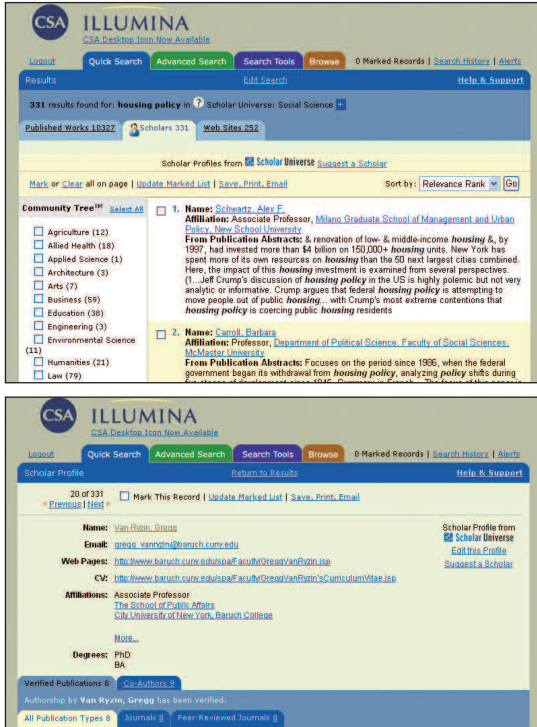 CSA ILLUMINA
CSA Desktop Icon Now Available
Logout Quick Search Advanced Search Search Tools Browse 0 Marked Records | Search History | Alerts
Results Edit Search Help & Support
331 results found for: housing policy in ? Scholar Universe: Social Science +
Published Works 10327 Scholars 331 Web Sites 252
Scholar Profiles from Scholar Universe Suggest a Scholar
Mark or Clear all on page | Update Marked List | Save, Print, Email Sort by: Relevance Rank Go
Community Tree™ Select All
Agriculture (12)
Allied Health (18)
Applied Science (1)
Architecture (3)
Arts (7)
Business (59)
Education (38)
Engineering (3)
Environmental Science
(11)
Humanities (21)
Law (79)
1. Name: Schwartz, Alex F.
Affiliation: Associate Professor, Milano Graduate School of Management and Urban
Policy, New School University
From Publication Abstracts: & renovation of low- & middle-income housing &, by
1997, had invested more than $4 billion on 150,000+ housing units. New York has
spent more of its own resources on housing than the 50 next largest cities combined.
Here, the impact of this housing investment is examined from several perspectives.
(1...Jeff Crump's discussion of housing policy in the US is highly polemic but not very
analytic or informative. Crump argues that federal housing policy is attempting to
move people out of public housing... with Crump's most extreme contentions that
housing policy is coercing public housing residents
2. Name: Carroll, Barbara
Affiliation: Professor, Department of Political Science, Faculty of Social Sciences,
McMaster University
From Publication Abstracts: Focuses on the period since 1986, when the federal
government began its withdrawal from housing policy, analyzing policy shifts during
CSA ILLUMINA
CSA Desktop Icon Now Available
Logout Quick Search Advanced Search Search Tools Browse 0 Marked Records | Search History | Alerts
Scholar Profile Return to Results Help & Support
20 of 331 Mark This Record | Update Marked List | Save, Print, Email
Previous | Next
Name: Van Ryzin, Gregg
Email: gregg_vanryzin@baruch.cuny.edu
Web Pages: http://www.baruch.cuny.edu/spa/Faculty/GreggVanRyzin.jsp
CV: http://www.baruch.cuny.edu/spa/Faculty/GreggVanRyzin'sCurriculumVitae.jsp
Affiliations: Associate Professor
The School of Public Affairs
City University of New York, Baruch College
More...
Degrees: PhD
BA
Scholar Profile from
Scholar Universe
Edit this Profile
Suggest a Scholar
Verified Publications 8 Co-Authors 9
Authorship by Van Ryzin, Gregg has been verified.
All Publication Types 8 Journals 8 Peer-Reviewed Journals 8